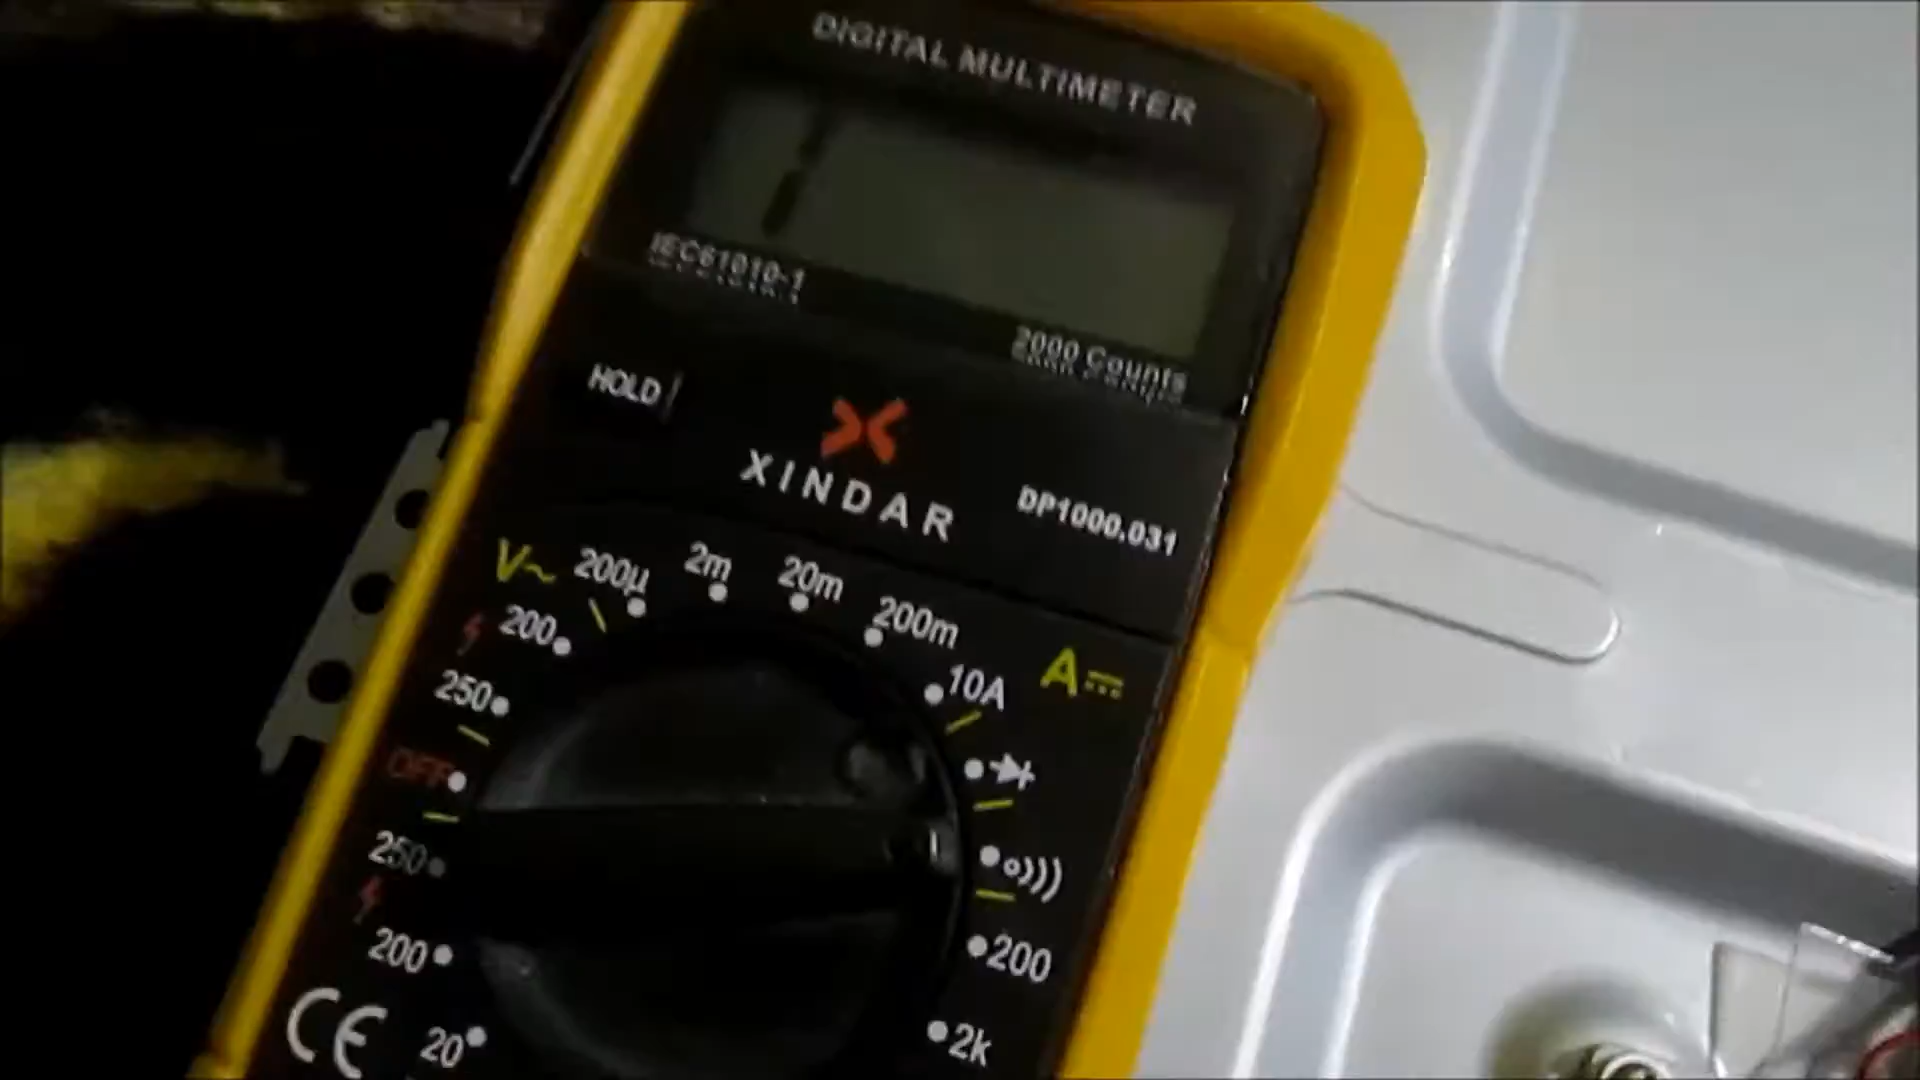 DIGITAL MULTIMETER
1
IEC61010-1
2000 Counts
HOLD
XINDAR
DP1000.031
V~ 200µ 2m 20m 200m
200
10A A
250
OFF
250
200 200
CE 20 2k